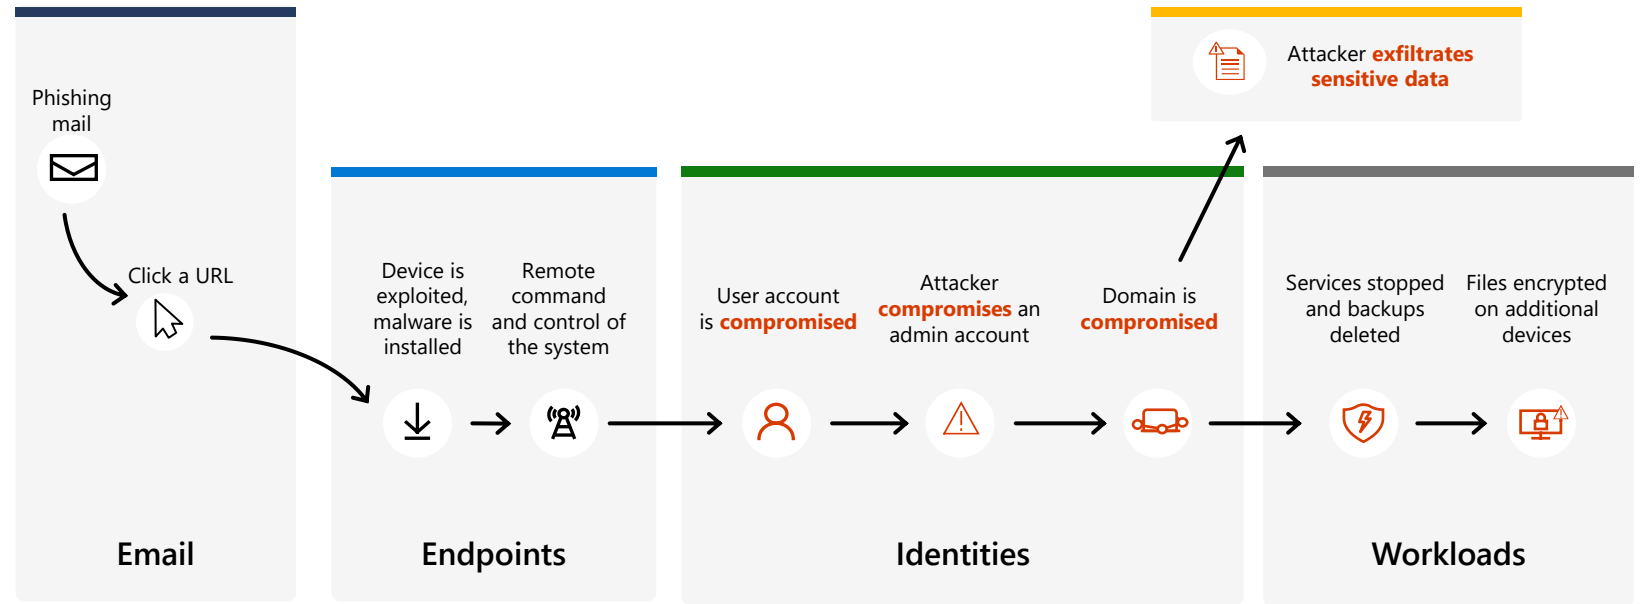 Phishing
mail
Click a URL
Email
Device is
exploited,
malware is
installed
Remote
command
and control of
the system
Endpoints
User account
is compromised
Attacker
compromises an
admin account
Domain is
compromised
Identities
Attacker exfiltrates
sensitive data
Services stopped
and backups
deleted
Files encrypted
on additional
devices
Workloads